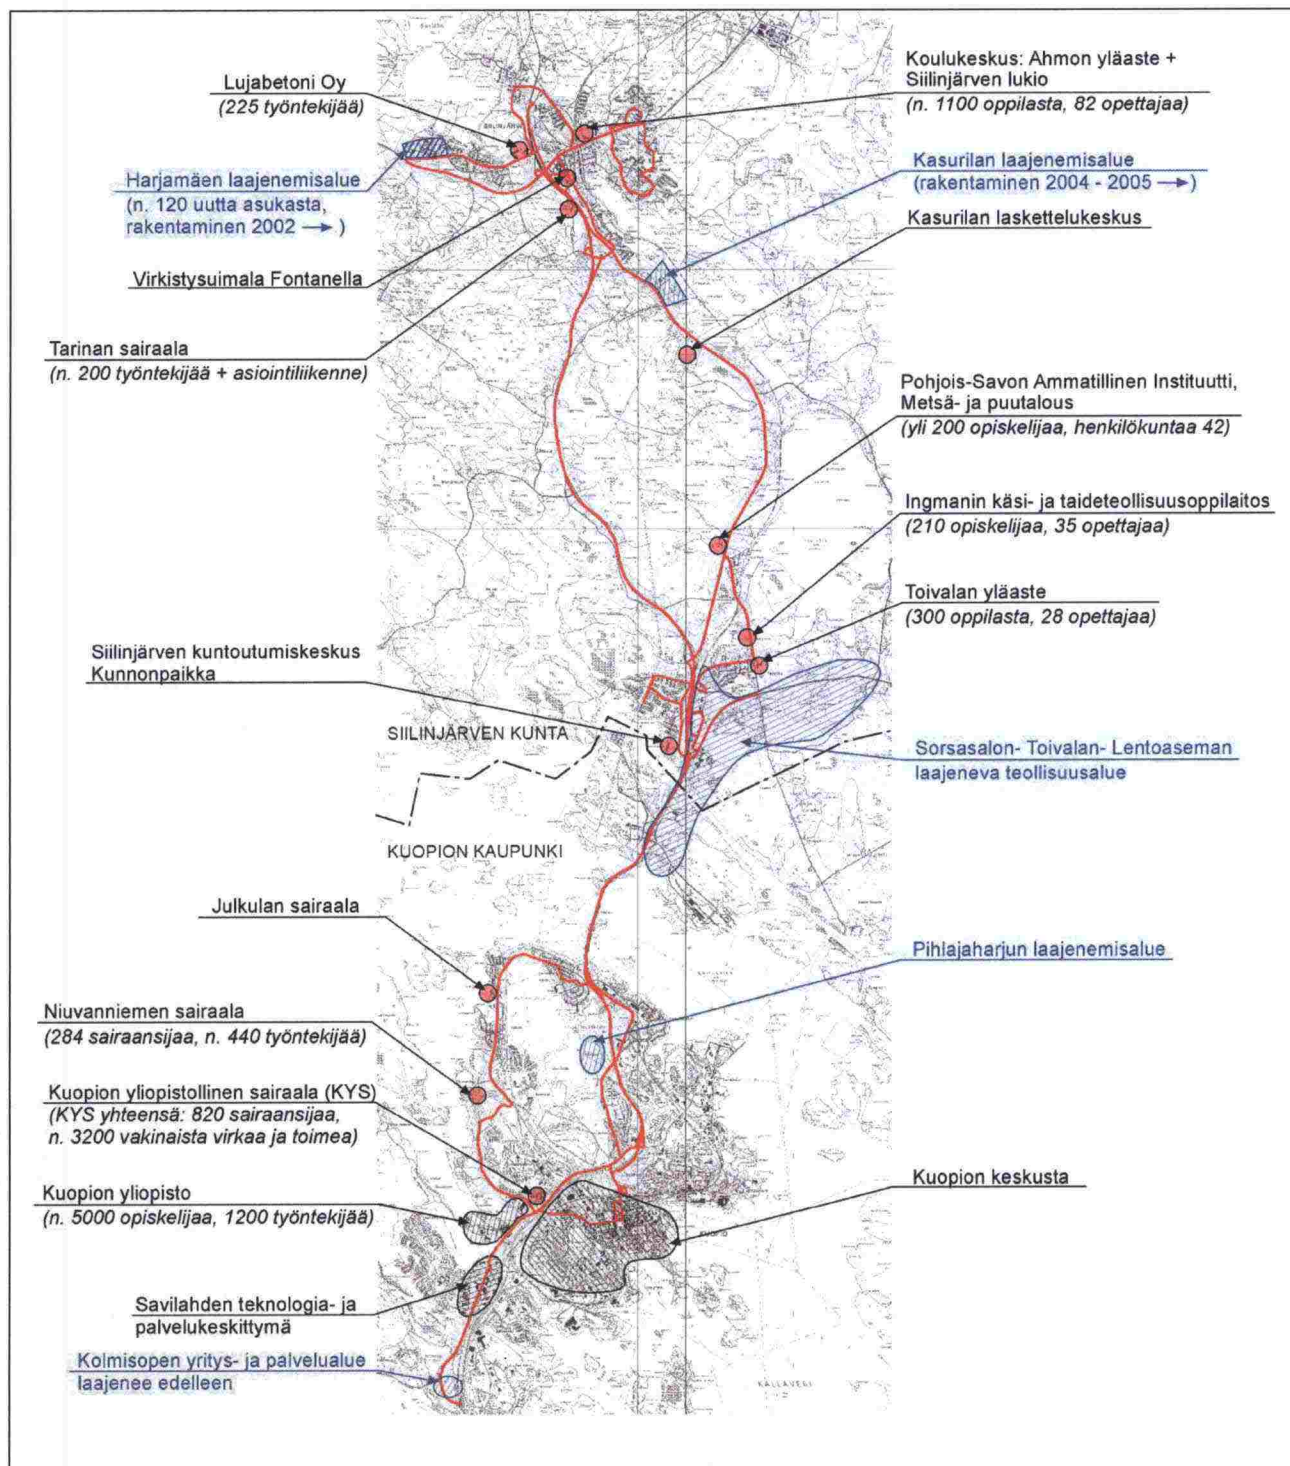 Lujabetoni Oy
(225 työntekijää)
Harjamäen laajenemisalue
(n. 120 uutta asukasta,
rakentaminen 2002 → )
Virkistysuimala Fontanella
Tarinan sairaala
(n. 200 työntekijää + asiointiliikenne)
Koulukeskus: Ahmon yläaste +
Siilinjärven lukio
(n. 1100 oppilasta, 82 opettajaa)
Kasurilan laajenemisalue
(rakentaminen 2004 - 2005 → )
Kasurilan laskettelukeskus
Pohjois-Savon Ammatillinen Instituutti,
Metsä- ja puutalous
(yli 200 opiskelijaa, henkilökuntaa 42)
Ingmanin käsi- ja taideteollisuusoppilaitos
(210 opiskelijaa, 35 opettajaa)
Toivalan yläaste
(300 oppilasta, 28 opettajaa)
Siilinjärven kuntoutumiskeskus
Kunnonpaikka
SIILINJÄRVEN KUNTA
Sorsasalon- Toivalan- Lentoaseman
laajeneva teollisuusalue
KUOPION KAUPUNKI
Julkulan sairaala
Pihlajaharjun laajenemisalue
Niuvanniemen sairaala
(284 sairaansijaa, n. 440 työntekijää)
Kuopion yliopistollinen sairaala (KYS)
(KYS yhteensä: 820 sairaansijaa,
n. 3200 vakinaista virkaa ja toimea)
Kuopion yliopisto
(n. 5000 opiskelijaa, 1200 työntekijää)
Kuopion keskusta
Savilahden teknologia- ja
palvelukeskittymä
Kolmisopen yritys- ja palvelualue
laajenee edelleen
KALLAVESI